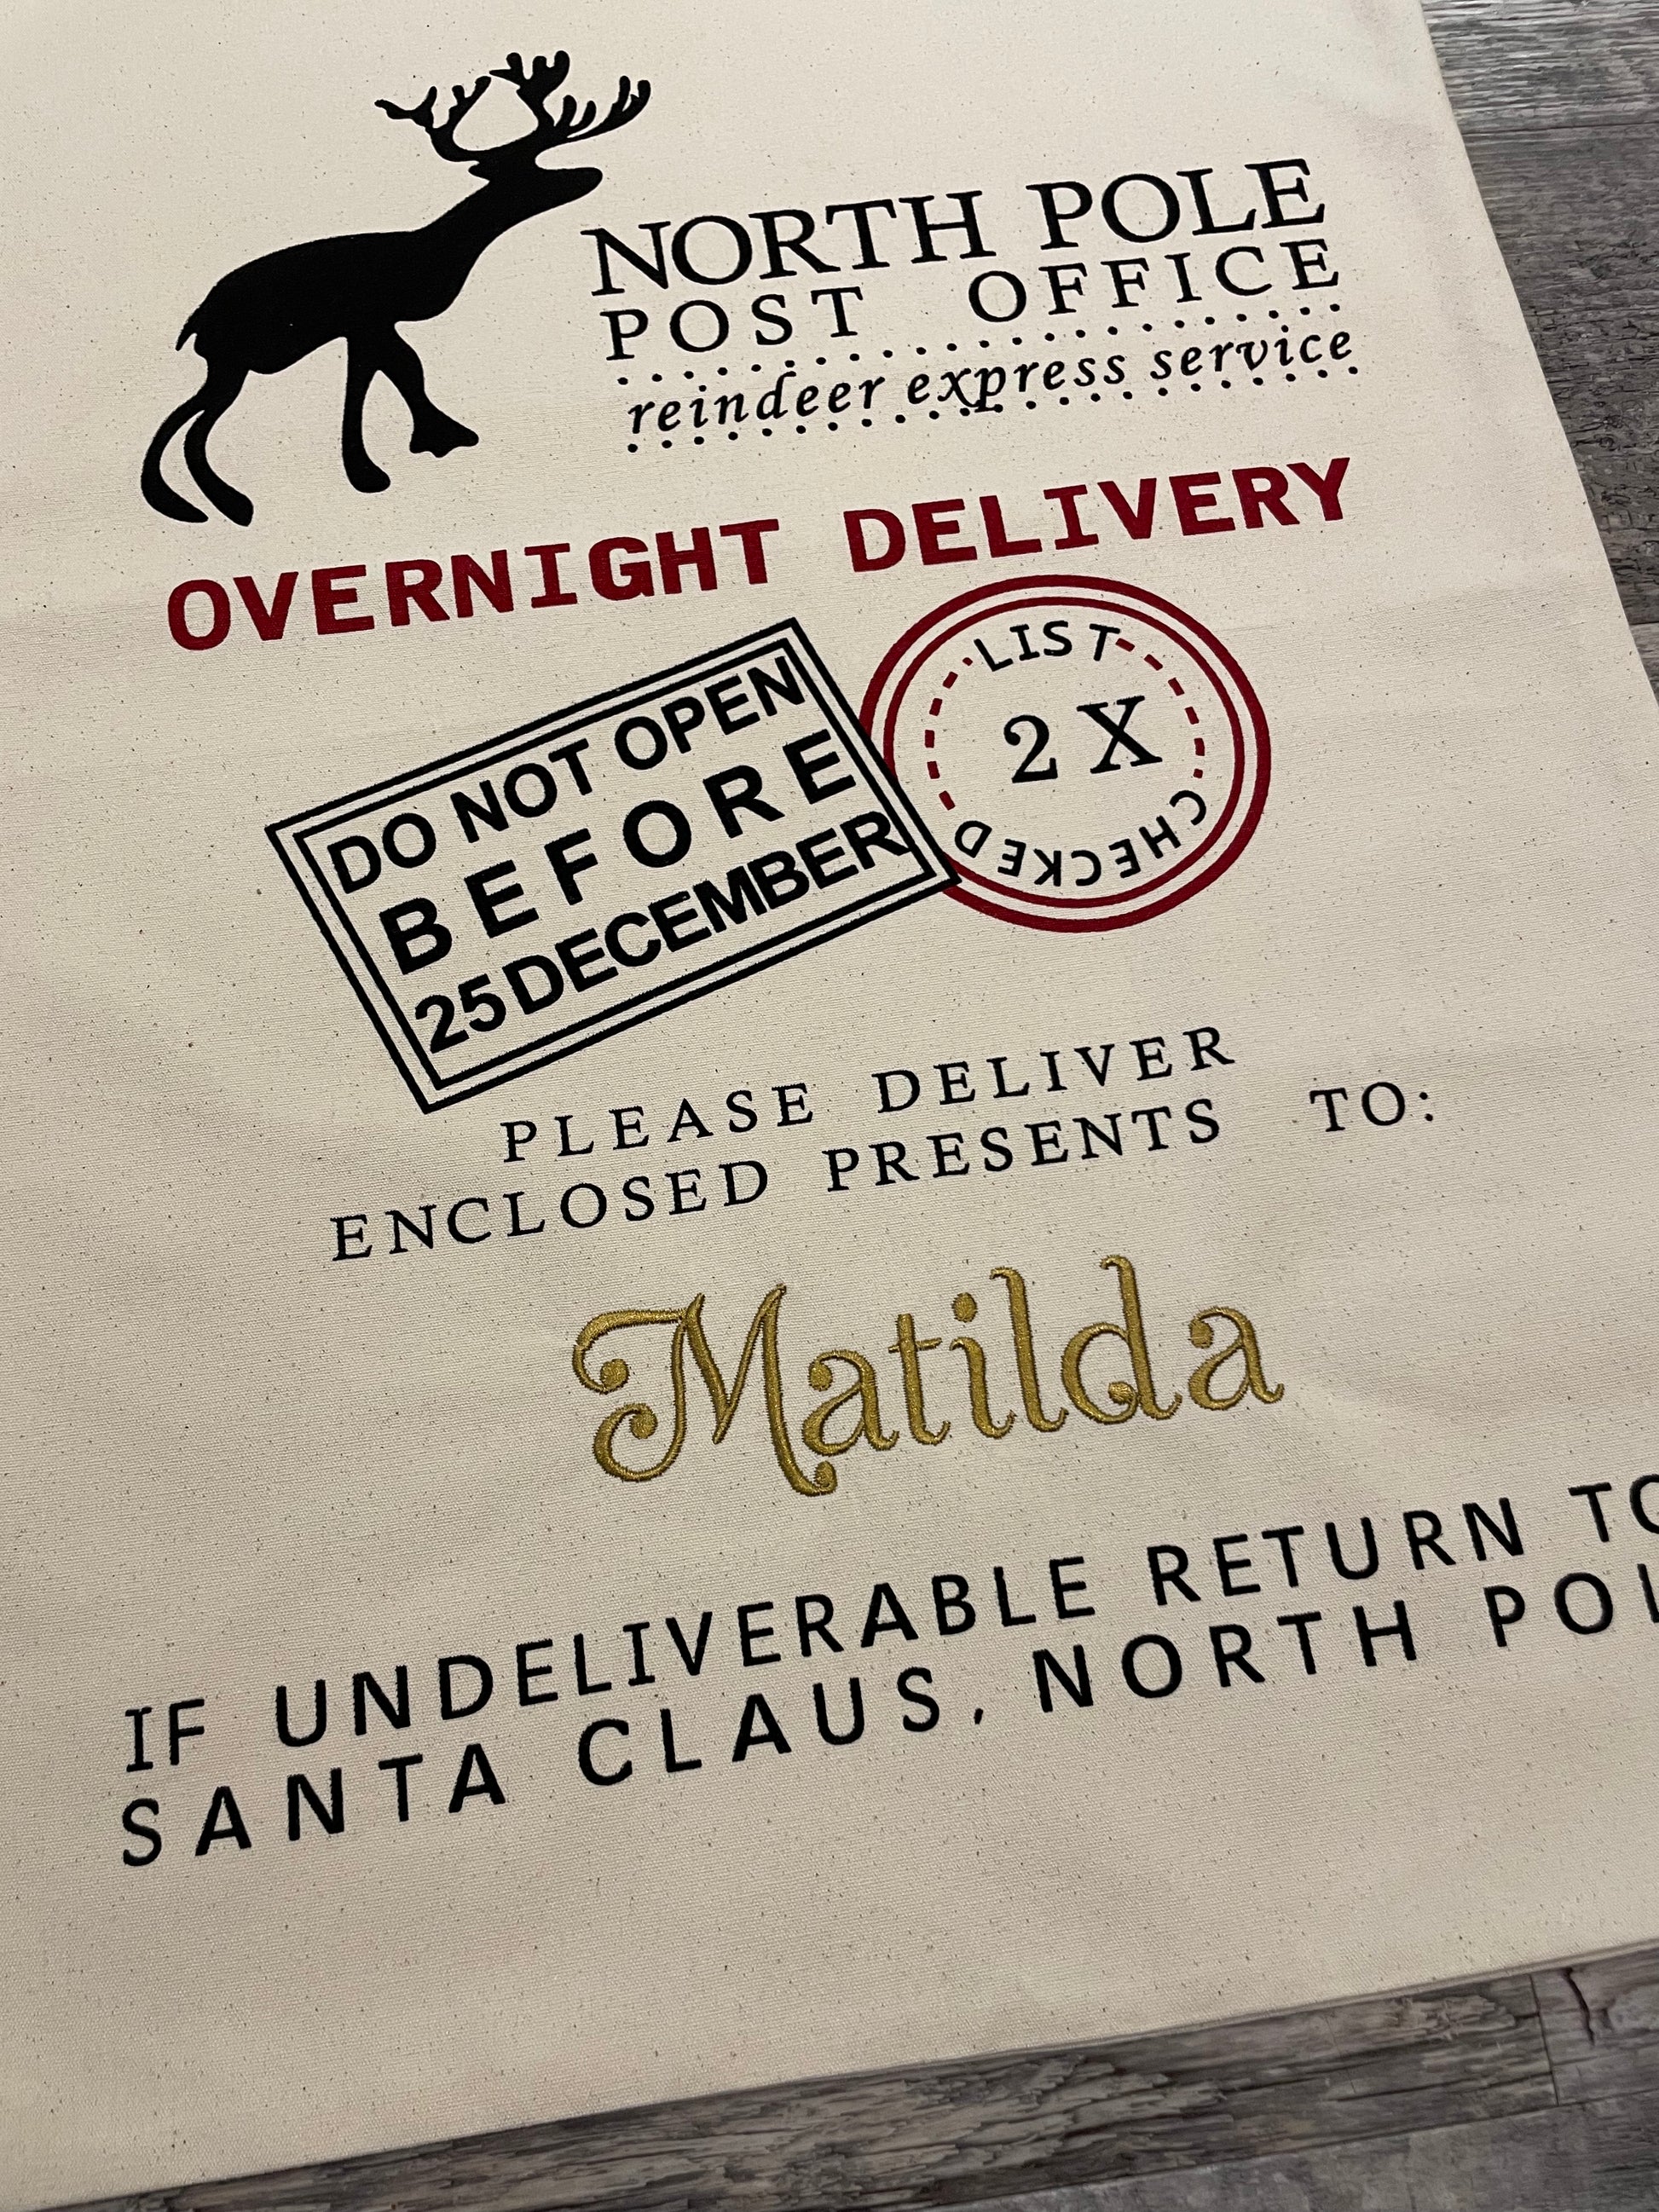 NORTH POLE
POST OFFICE
reindeer express service
OVERNIGHT DELIVERY
DO NOT OPEN
BEFORE
25 DECEMBER
LIST
2 X
CHECKED
PLEASE DELIVER
ENCLOSED PRESENTS TO:
Matilda
IF UNDELIVERABLE RETURN TO
SANTA CLAUS, NORTH POL